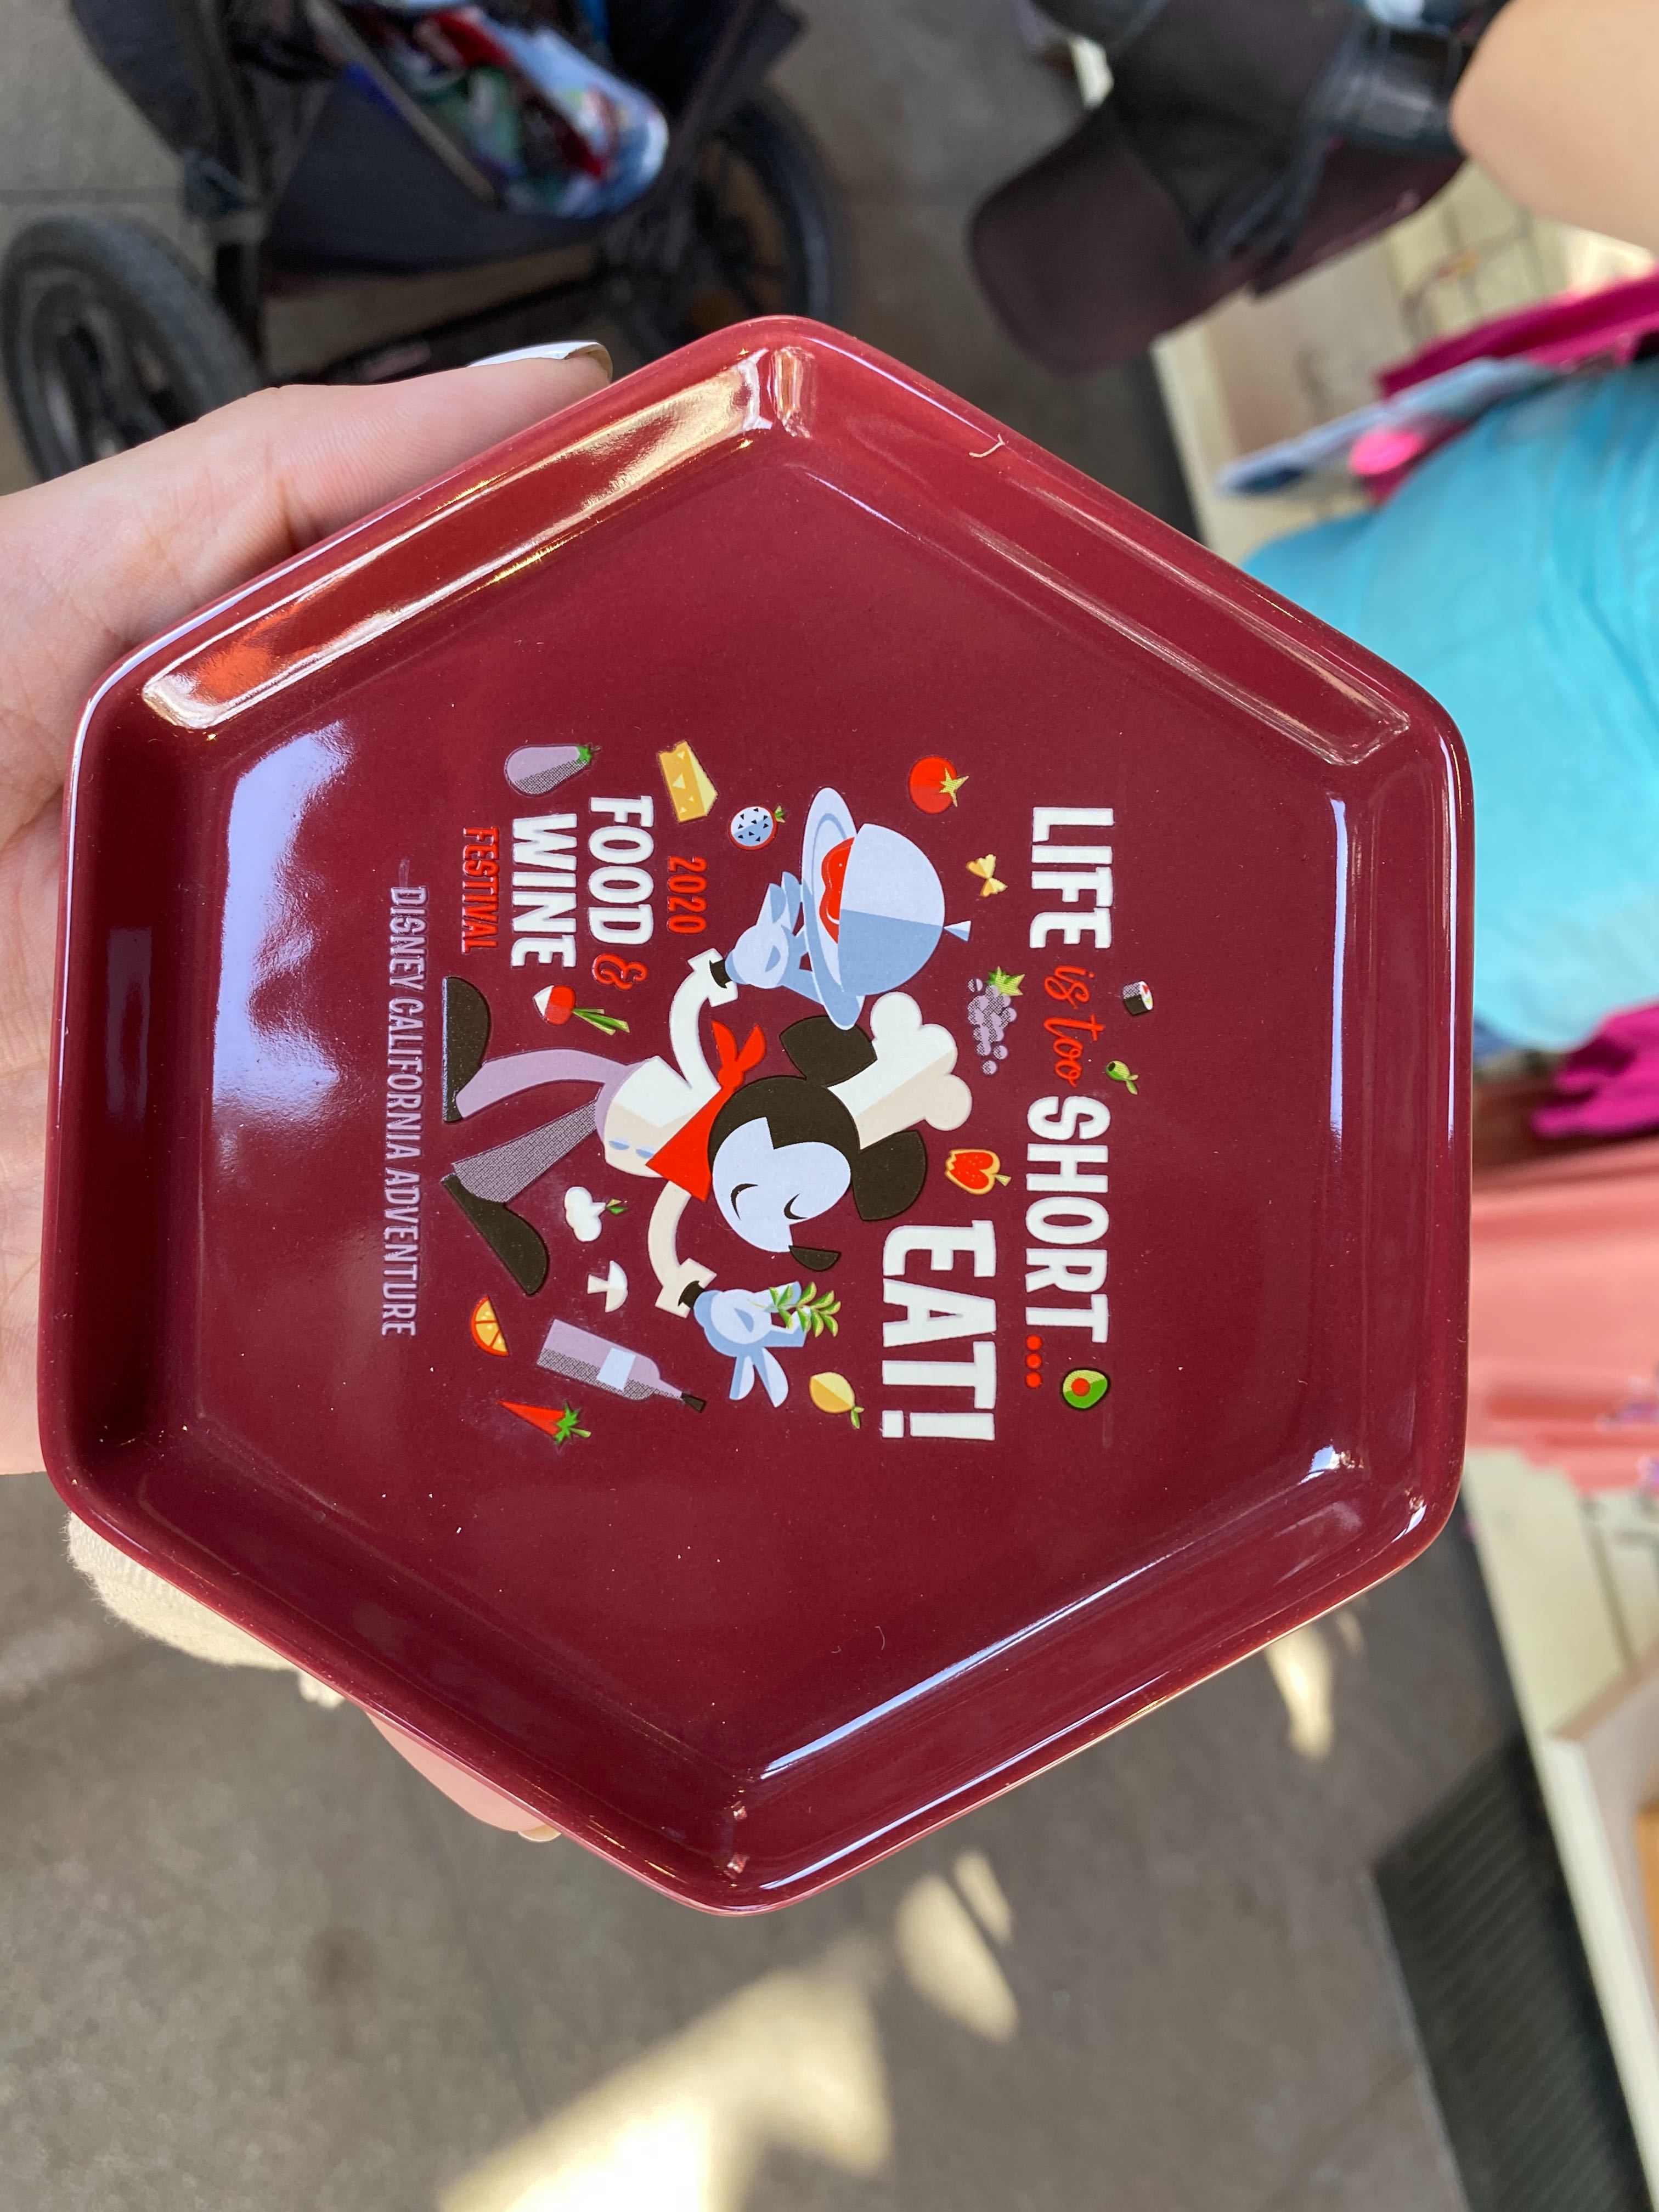 LIFE is too SHORT...
EAT!
2020
FOOD &
WINE
FESTIVAL
DISNEY CALIFORNIA ADVENTURE